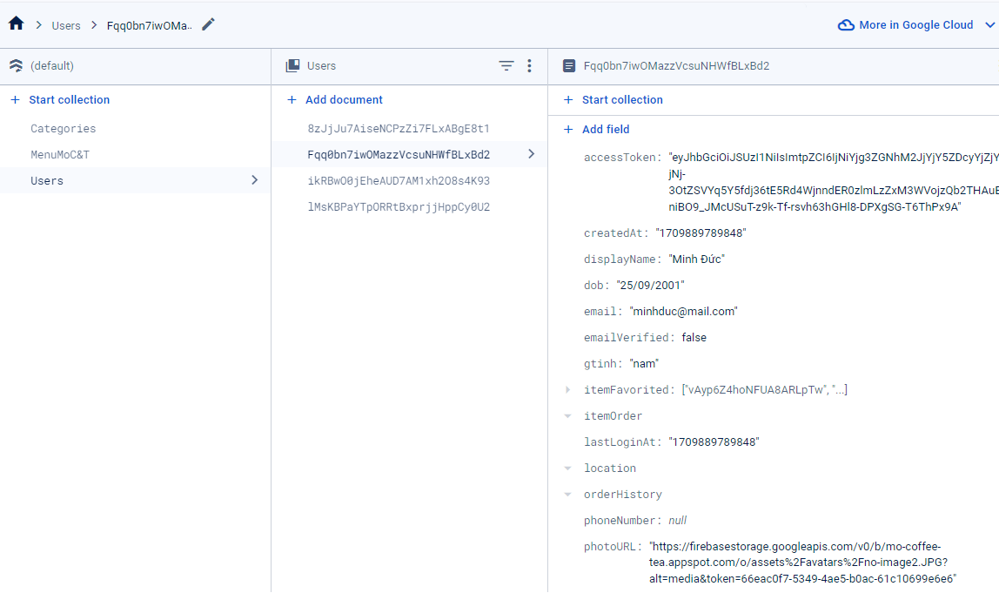 Users
Fqq0bn7iwOMa..
More in Google Cloud
(default)
Users
Fqq0bn7iwOMazzVcsuNHWfBLxBd2
Start collection
Add document
Start collection
Categories
MenuMoC&T
Users
8zJjJu7AiseNCPzZi7FLxABgE8t1
Fqq0bn7iwOMazzVcsuNHWfBLxBd2
ikRBwO0jEheAUD7AM1xh2O8s4K93
lMsKBPaYTpORRtBxprjjHppCy0U2
Add field
accessToken: "eyJhbGciOiJSUzI1NiIsImtpZCI6IjNiYjg3ZGNhM2JjYjY5ZDcyYjZjY
jNj-
3OtZSVYq5Y5fdj36tE5Rd4WjnndER0zlmLzZxM3WVojzQb2THAuE
niBO9_JMcUSuT-z9k-Tf-rsvh63hGHl8-DPXgSG-T6ThPx9A"
createdAt: "1709889789848"
displayName: "Minh Đức"
dob: "25/09/2001"
email: "minhduc@mail.com"
emailVerified: false
gtinh: "nam"
itemFavorited: ["vAyp6Z4hoNFUA8ARLpTw", "...]
itemOrder
lastLoginAt: "1709889789848"
location
orderHistory
phoneNumber: null
photoURL: "https://firebasestorage.googleapis.com/v0/b/mo-coffee-
tea.appspot.com/o/assets%2Favatars%2Fno-image2.JPG?
alt=media&token=66eac0f7-5349-4ae5-b0ac-61c10699e6e6"